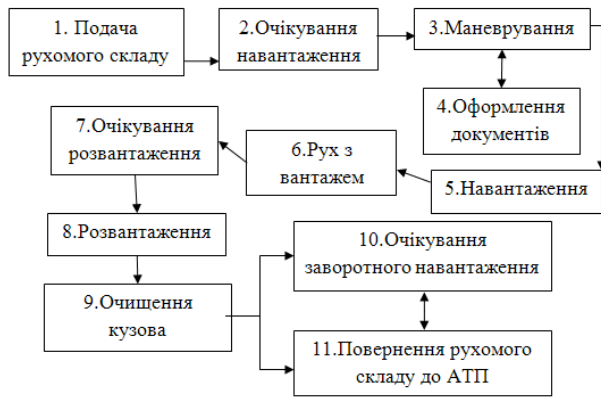 1. Подача
рухомого складу
2.Очікування
навантаження
3.Маневрування
4.Оформлення
документів
5.Навантаження
6.Рух з
вантажем
7.Очікування
розвантаження
8.Розвантаження
9.Очищення
кузова
10.Очікування
заворотного навантаження
11.Повернення рухомого
складу до АТП